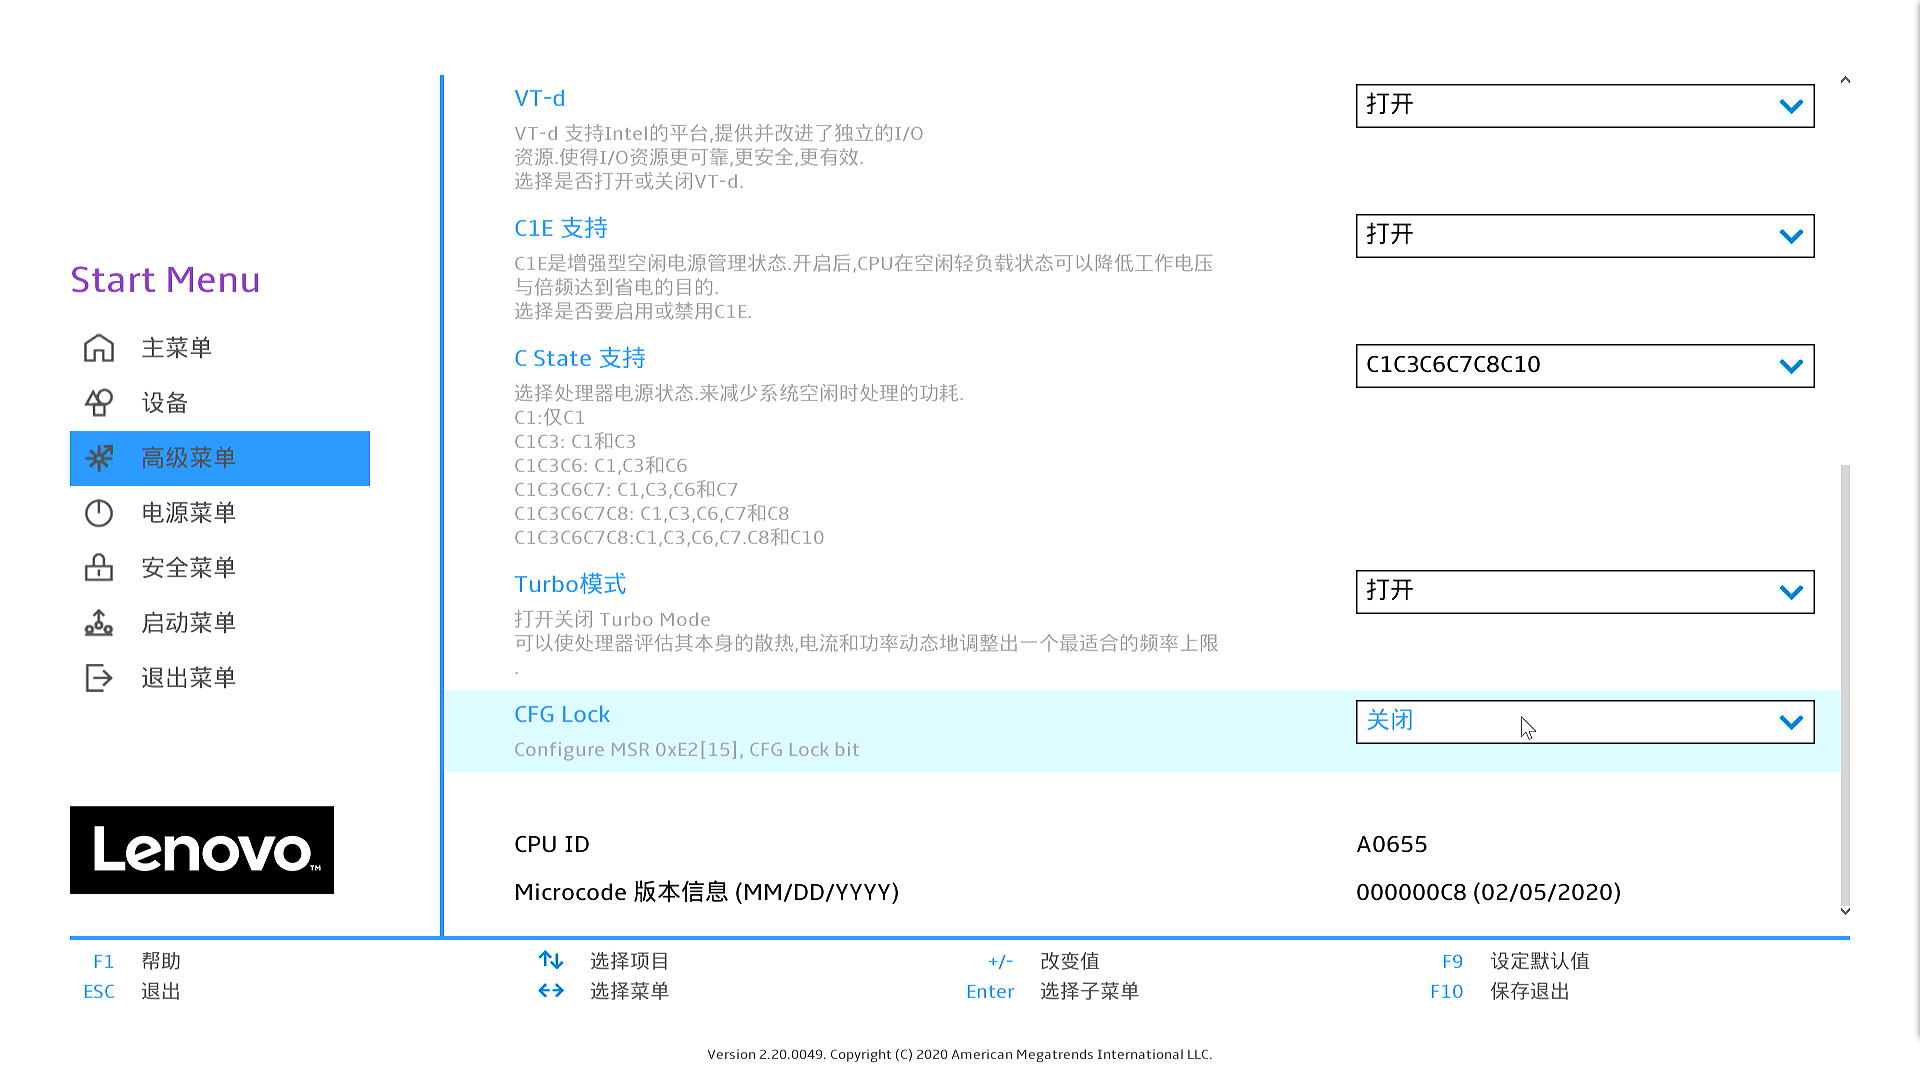 Start Menu
主菜单
设备
高级菜单
电源菜单
安全菜单
启动菜单
退出菜单
Lenovo™
VT-d
打开
VT-d 支持Intel的平台,提供并改进了独立的I/O
资源.使得I/O资源更可靠,更安全,更有效.
选择是否打开或关闭VT-d.
C1E 支持
打开
C1E是增强型空闲电源管理状态.开启后,CPU在空闲轻负载状态可以降低工作电压
与倍频达到省电的目的.
选择是否要启用或禁用C1E.
C State 支持
C1C3C6C7C8C10
选择处理器电源状态.来减少系统空闲时处理的功耗.
C1:仅C1
C1C3: C1和C3
C1C3C6: C1,C3和C6
C1C3C6C7: C1,C3,C6和C7
C1C3C6C7C8: C1,C3,C6,C7和C8
C1C3C6C7C8:C1,C3,C6,C7.C8和C10
Turbo模式
打开
打开关闭 Turbo Mode
可以使处理器评估其本身的散热,电流和功率动态地调整出一个最适合的频率上限
.
CFG Lock
关闭
Configure MSR 0xE2[15], CFG Lock bit
CPU ID
A0655
Microcode 版本信息 (MM/DD/YYYY)
000000C8 (02/05/2020)
F1 帮助
选择项目
+/- 改变值
F9 设定默认值
ESC 退出
选择菜单
Enter 选择子菜单
F10 保存退出
Version 2.20.0049. Copyright (C) 2020 American Megatrends International LLC.